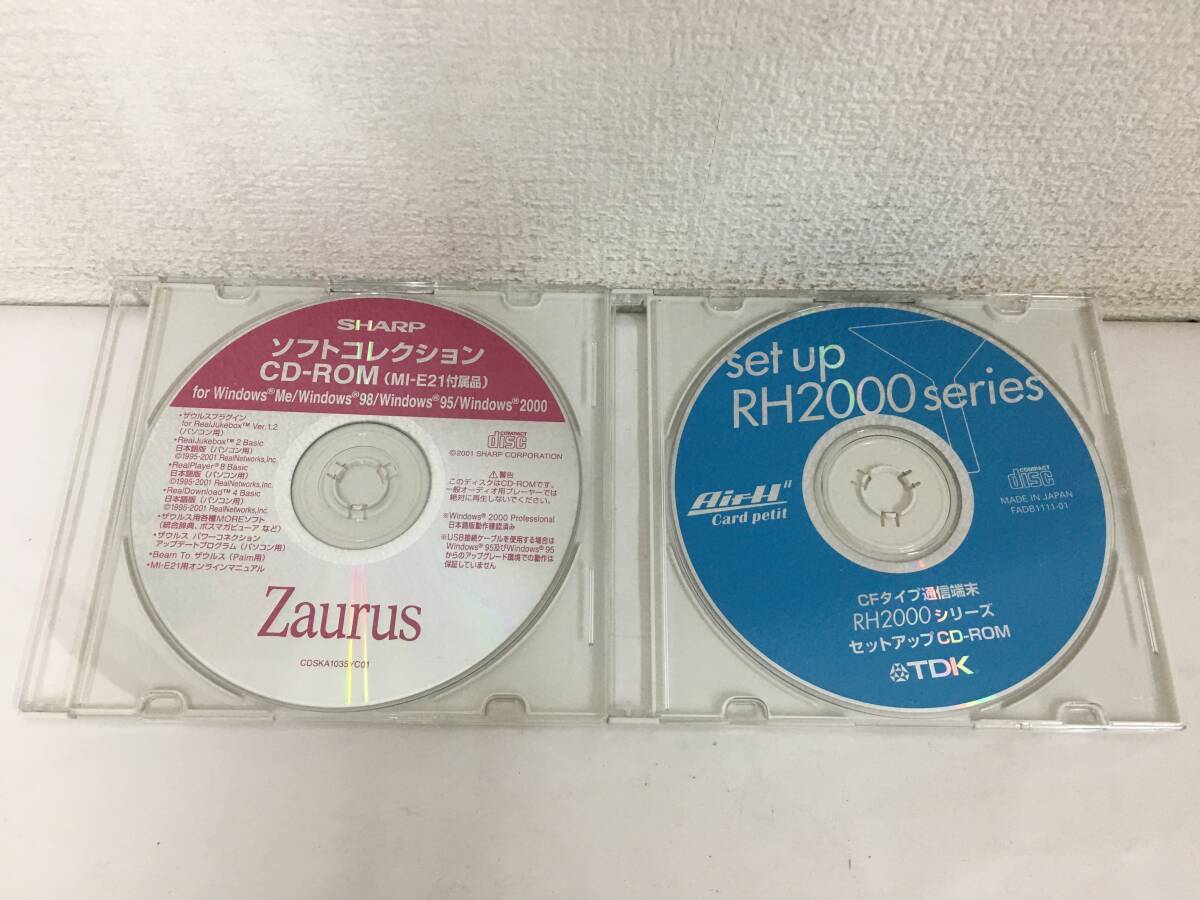 SHARP
ソフトコレクション
CD-ROM（MI-E21付属品）
for Windows®Me/Windows®98/Windows®95/Windows®2000
•ザウルスプラグイン
for RealJukebox™ Ver.1.2
（パソコン用）
•RealJukebox™ 2 Basic
日本語版（パソコン用）
©1995-2001 RealNetworks,Inc.
•RealPlayer® 8 Basic
日本語版（パソコン用）
©1995-2001 RealNetworks,Inc.
•RealDownload™ 4 Basic
日本語版（パソコン用）
©1995-2001 RealNetworks,Inc.
•ザウルス用各種MOREソフト
（統合辞典、ボスマガビューア など）
•ザウルス パワーコネクション
アップデートプログラム（パソコン用）
•Beam To ザウルス（Palm用）
•MI-E21用オンラインマニュアル
COMPACT
disc
©2001 SHARP CORPORATION
⚠警告
このディスクはCD-ROMです。
一般オーディオ用プレーヤーでは
絶対に再生しないでください。
※Windows® 2000 Professional
日本語版動作確認済み
※USB接続ケーブルを使用する場合は
Windows® 95及びWindows® 95
からのアップグレード環境での動作は
保証していません
Zaurus
CDSKA1035YC01
set up
RH2000 series
AirH"
Card petit
COMPACT
disc
MADE IN JAPAN
FADB1111-01
CFタイプ通信端末
RH2000シリーズ
セットアップCD-ROM
TDK